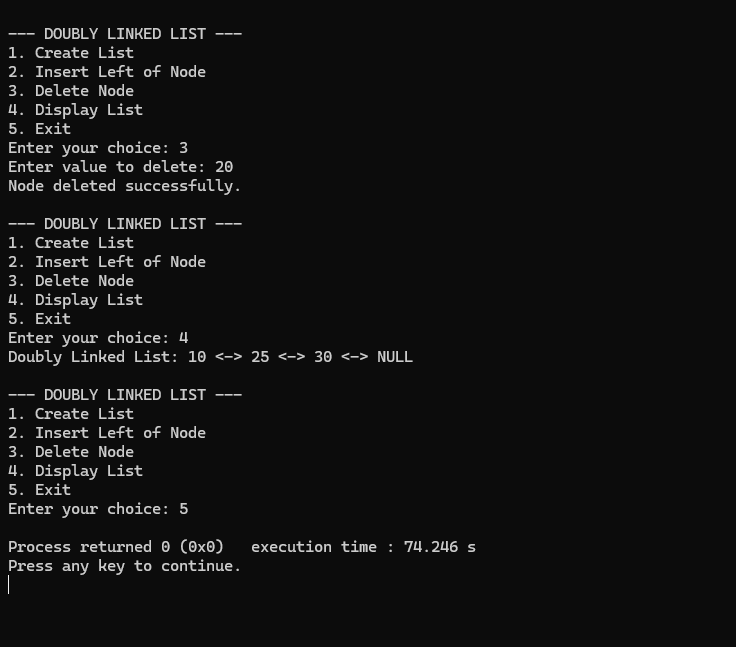 --- DOUBLY LINKED LIST ---
1. Create List
2. Insert Left of Node
3. Delete Node
4. Display List
5. Exit
Enter your choice: 3
Enter value to delete: 20
Node deleted successfully.
--- DOUBLY LINKED LIST ---
1. Create List
2. Insert Left of Node
3. Delete Node
4. Display List
5. Exit
Enter your choice: 4
Doubly Linked List: 10 <-> 25 <-> 30 <-> NULL
--- DOUBLY LINKED LIST ---
1. Create List
2. Insert Left of Node
3. Delete Node
4. Display List
5. Exit
Enter your choice: 5
Process returned 0 (0x0)   execution time : 74.246 s
Press any key to continue.